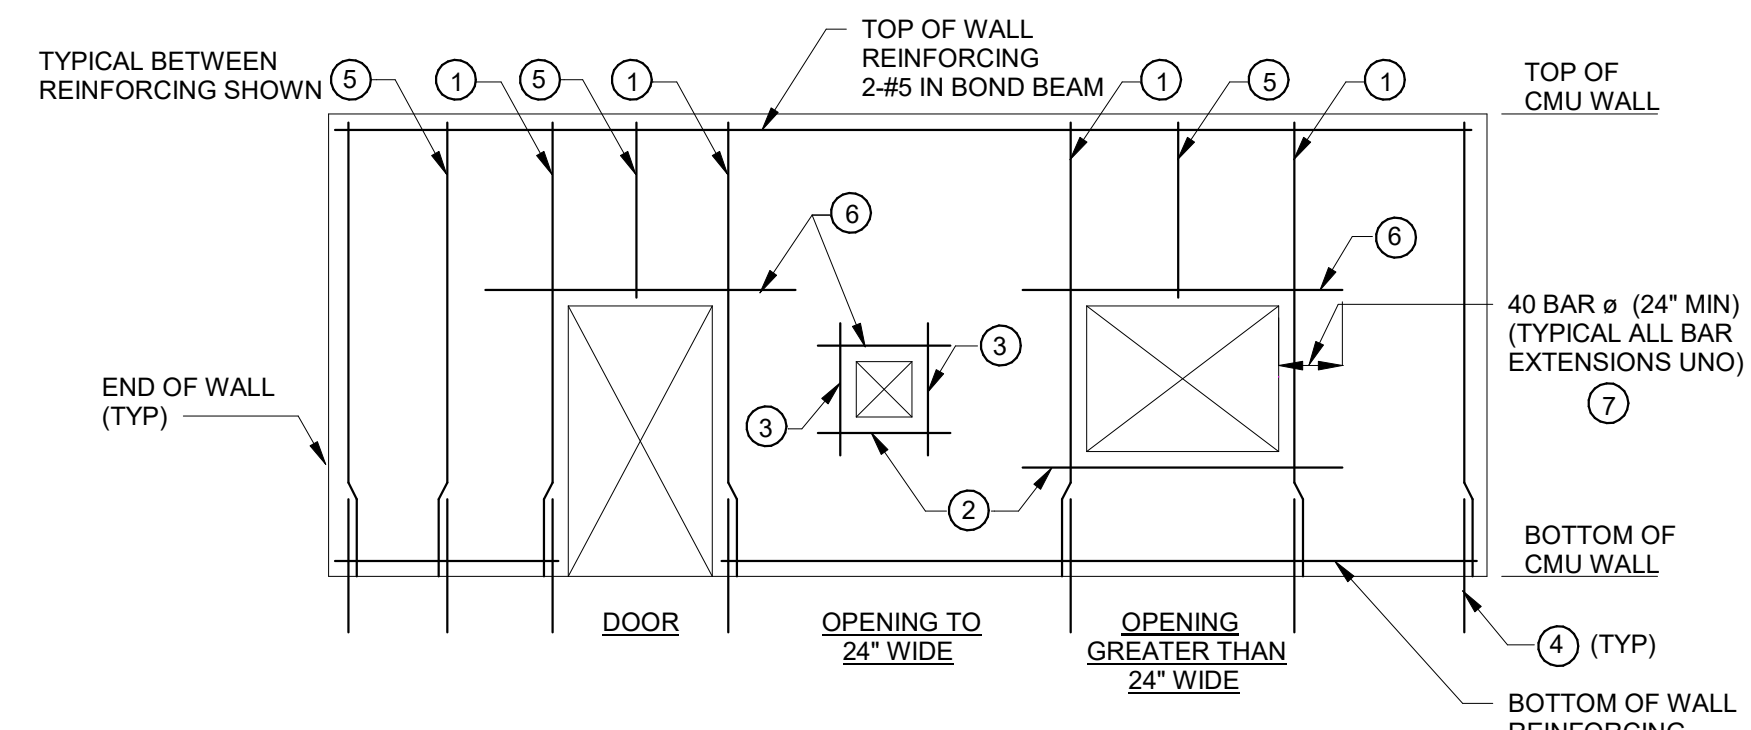 TYPICAL BETWEEN
REINFORCING SHOWN
5
1
5
1
TOP OF WALL
REINFORCING
2-#5 IN BOND BEAM
1
5
1
TOP OF
CMU WALL
6
6
40 BAR ø (24" MIN)
(TYPICAL ALL BAR
EXTENSIONS UNO)
7
3
3
END OF WALL
(TYP)
2
BOTTOM OF
CMU WALL
DOOR
OPENING TO
24" WIDE
OPENING
GREATER THAN
24" WIDE
4 (TYP)
BOTTOM OF WALL
REINFORCING